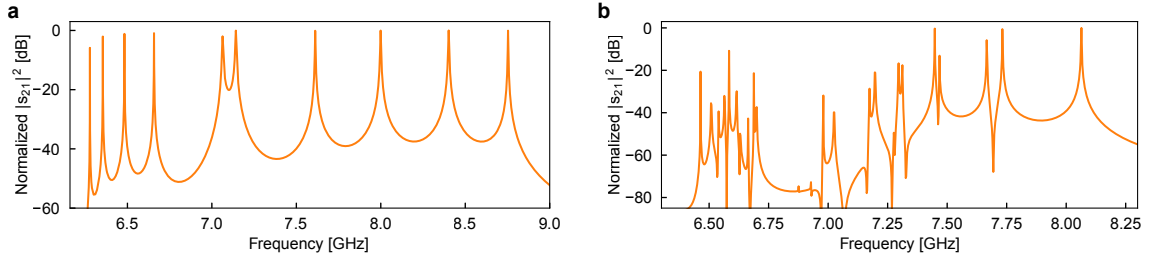 a
0
−20
−40
−60
Normalized |s₂₁|² [dB]
6.5 7.0 7.5 8.0 8.5 9.0
Frequency [GHz]
b
0
−20
−40
−60
−80
Normalized |s₂₁|² [dB]
6.50 6.75 7.00 7.25 7.50 7.75 8.00 8.25
Frequency [GHz]